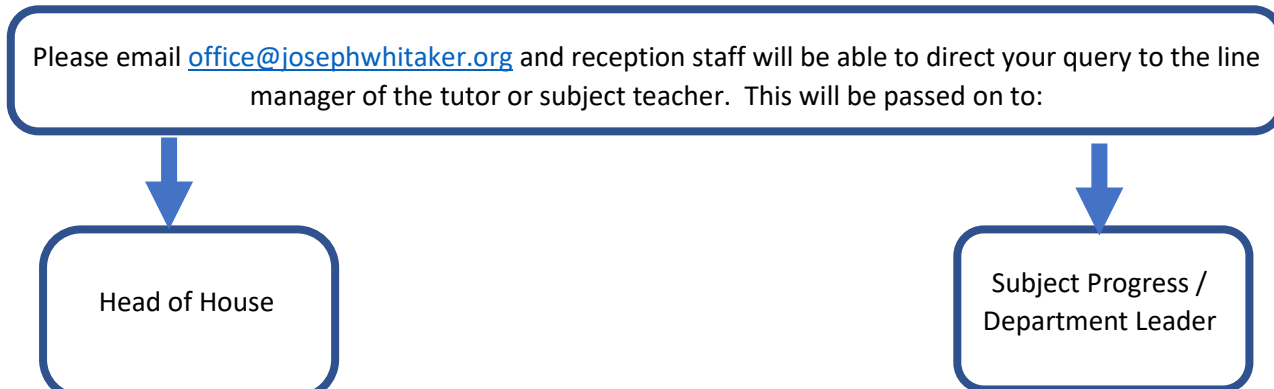 Please email office@josephwhitaker.org and reception staff will be able to direct your query to the line
manager of the tutor or subject teacher.  This will be passed on to:
Head of House
Subject Progress /
Department Leader